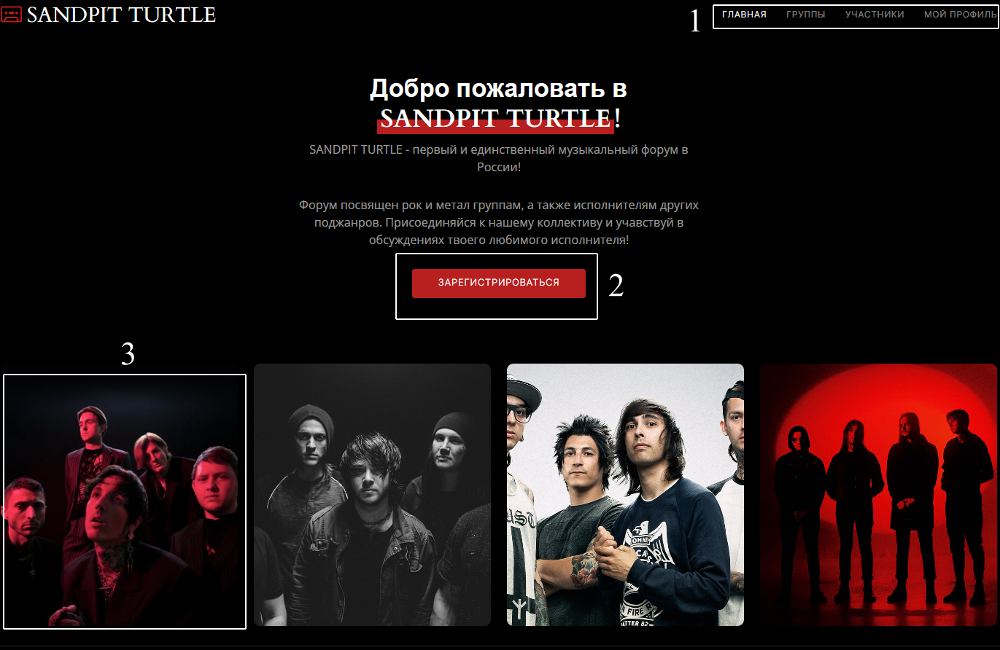 SANDPIT TURTLE
1
ГЛАВНАЯ ГРУППЫ УЧАСТНИКИ МОЙ ПРОФИЛЬ
Добро пожаловать в
SANDPIT TURTLE!
SANDPIT TURTLE - первый и единственный музыкальный форум в
России!
Форум посвящен рок и метал группам, а также исполнителям других
поджанров. Присоединяйся к нашему коллективу и учавствуй в
обсуждениях твоего любимого исполнителя!
ЗАРЕГИСТРИРОВАТЬСЯ
2
3